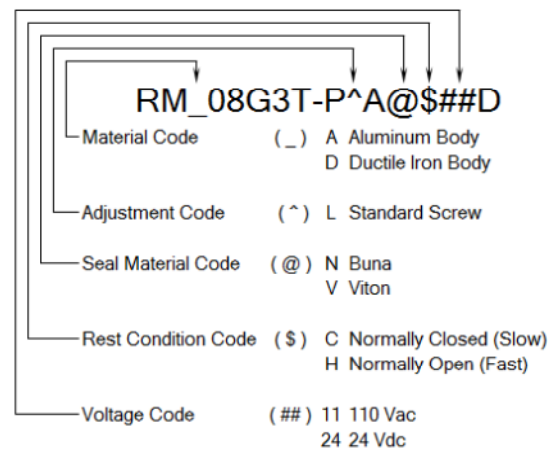 RM_08G3T-P^A@$##D
Material Code (_) A Aluminum Body
D Ductile Iron Body
Adjustment Code (^) L Standard Screw
Seal Material Code (@) N Buna
V Viton
Rest Condition Code ($) C Normally Closed (Slow)
H Normally Open (Fast)
Voltage Code (##) 11 110 Vac
24 24 Vdc